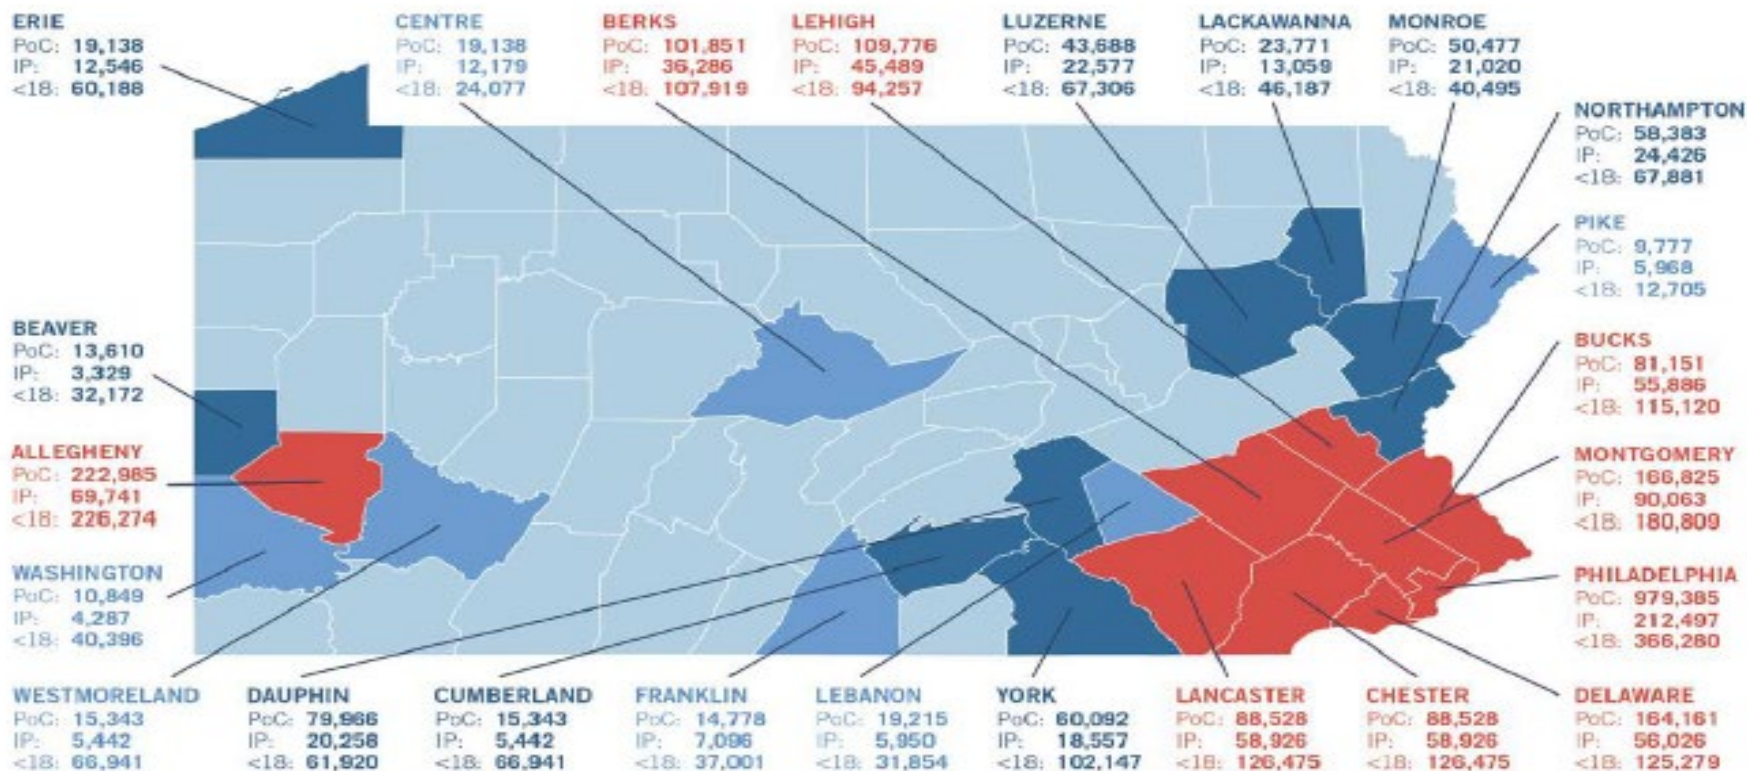 ERIE
PoC: 19,138
IP: 12,546
<18: 60,188
CENTRE
PoC: 19,138
IP: 12,179
<18: 24,077
BERKS
PoC: 101,851
IP: 36,286
<18: 107,919
LEHIGH
PoC: 109,776
IP: 45,489
<18: 94,257
LUZERNE
PoC: 43,688
IP: 22,577
<18: 67,306
LACKAWANNA
PoC: 23,771
IP: 13,059
<18: 46,187
MONROE
PoC: 50,477
IP: 21,020
<18: 40,495
NORTHAMPTON
PoC: 58,383
IP: 24,426
<18: 67,881
PIKE
PoC: 9,777
IP: 5,968
<18: 12,705
BEAVER
PoC: 13,610
IP: 3,329
<18: 32,172
BUCKS
PoC: 81,151
IP: 55,886
<18: 115,120
ALLEGHENY
PoC: 222,985
IP: 69,741
<18: 226,274
MONTGOMERY
PoC: 166,825
IP: 90,063
<18: 180,809
WASHINGTON
PoC: 10,849
IP: 4,287
<18: 40,396
PHILADELPHIA
PoC: 979,385
IP: 212,497
<18: 366,280
WESTMORELAND
PoC: 15,343
IP: 5,442
<18: 66,941
DAUPHIN
PoC: 79,966
IP: 20,258
<18: 61,920
CUMBERLAND
PoC: 15,343
IP: 5,442
<18: 66,941
FRANKLIN
PoC: 14,778
IP: 7,096
<18: 37,001
LEBANON
PoC: 19,215
IP: 5,950
<18: 31,854
YORK
PoC: 60,092
IP: 18,557
<18: 102,147
LANCASTER
PoC: 88,528
IP: 58,926
<18: 126,475
CHESTER
PoC: 88,528
IP: 58,926
<18: 126,475
DELAWARE
PoC: 164,161
IP: 56,026
<18: 125,279